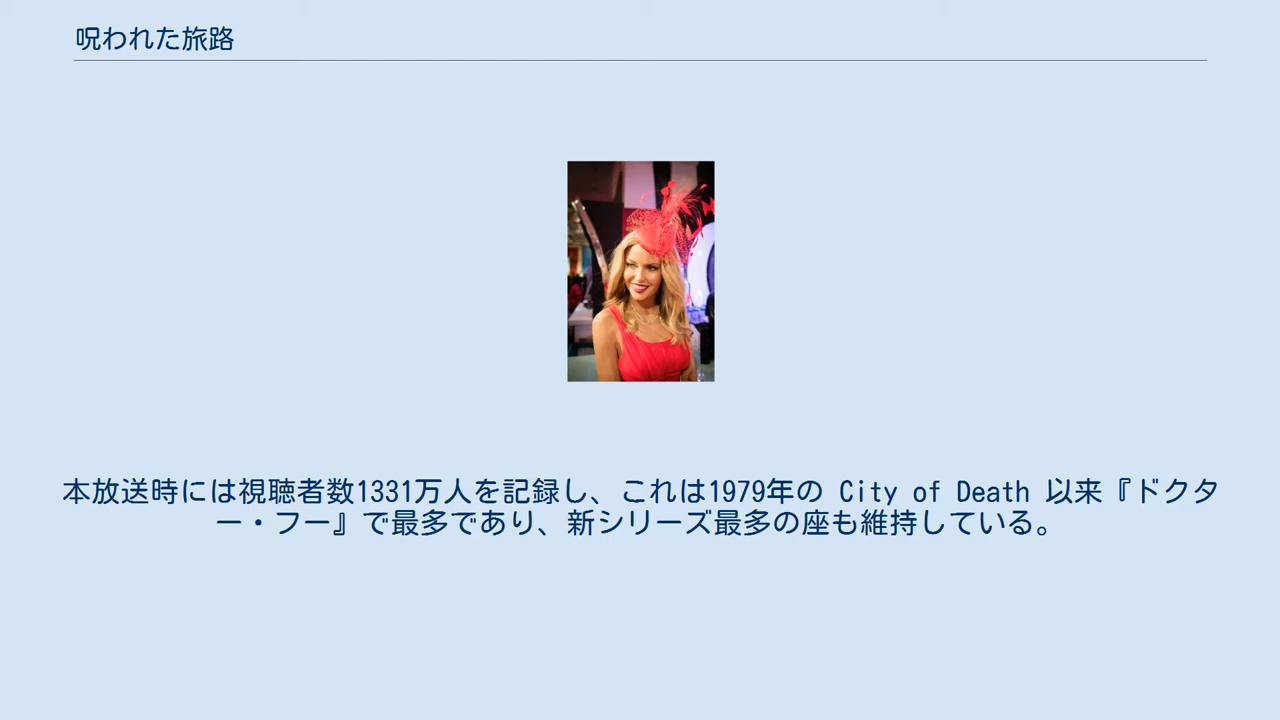 呪われた旅路
本放送時には視聴者数1331万人を記録し、これは1979年の City of Death 以来『ドクタ
ー・フー』で最多であり、新シリーズ最多の座も維持している。